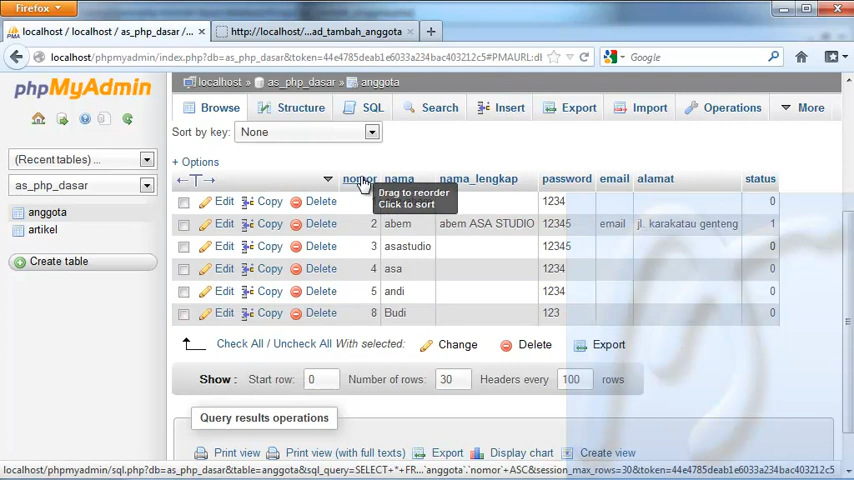 Firefox
localhost / localhost / as_php_dasar /...
http://localhost/...ad_tambah_anggota
localhost/phpmyadmin/index.php?db=as_php_dasar&token=44e4785deab1e6033a234bac403215c5#PMAURL:dl
Google
phpMyAdmin
localhost » as_php_dasar » anggota
Browse Structure SQL Search Insert Export Import Operations More
Sort by key: None
(Recent tables) ...
as_php_dasar
anggota
artikel
Create table
+ Options
←T→ nomor nama nama_lengkap password email alamat status
Drag to reorder
Click to sort
Edit Copy Delete 1234 0
Edit Copy Delete 2 abem abem ASA STUDIO 12345 email jl. karakatau genteng 1
Edit Copy Delete 3 asastudio 12345 0
Edit Copy Delete 4 asa 1234 0
Edit Copy Delete 5 andi 1234 0
Edit Copy Delete 8 Budi 123 0
Check All / Uncheck All With selected: Change Delete Export
Show : Start row: 0 Number of rows: 30 Headers every 100 rows
Query results operations
Print view Print view (with full texts) Export Display chart Create view
localhost/phpmyadmin/sql.php?db=as_php_dasar&table=anggota&sql_query=SELECT+*+FR...`anggota`.`nomor`+ASC&session_max_rows=30&token=44e4785deab1e6033a234bac403215c5